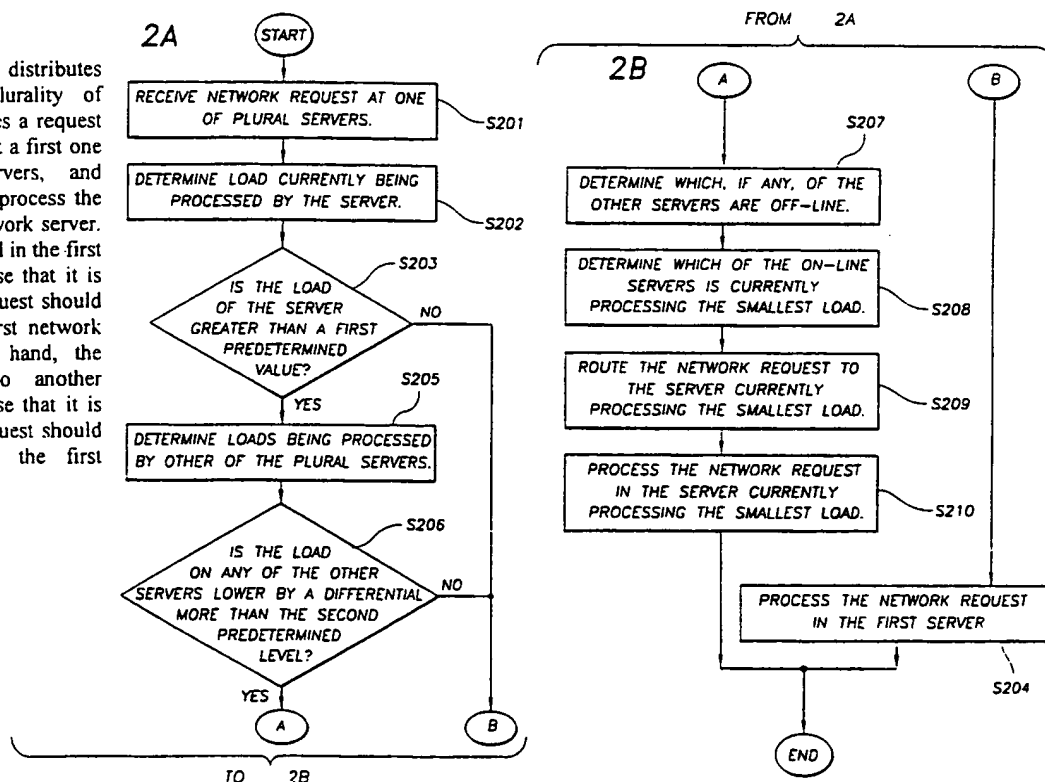 distributes
lurality of
es a request
a first one
rvers, and
process the
work server.
d in the first
se that it is
uest should
rst network
hand, the
o another
se that it is
uest should
the first
2A
START
RECEIVE NETWORK REQUEST AT ONE
OF PLURAL SERVERS.
S201
DETERMINE LOAD CURRENTLY BEING
PROCESSED BY THE SERVER.
S202
S203
IS THE LOAD
OF THE SERVER
GREATER THAN A FIRST
PREDETERMINED
VALUE?
NO
YES
S205
DETERMINE LOADS BEING PROCESSED
BY OTHER OF THE PLURAL SERVERS.
S206
IS THE LOAD
ON ANY OF THE OTHER
SERVERS LOWER BY A DIFFERENTIAL
MORE THAN THE SECOND
PREDETERMINED
LEVEL?
NO
YES
A
B
TO 2B
FROM 2A
2B
A
B
S207
DETERMINE WHICH, IF ANY, OF THE
OTHER SERVERS ARE OFF-LINE.
DETERMINE WHICH OF THE ON-LINE
SERVERS IS CURRENTLY
PROCESSING THE SMALLEST LOAD.
S208
ROUTE THE NETWORK REQUEST TO
THE SERVER CURRENTLY
PROCESSING THE SMALLEST LOAD.
S209
PROCESS THE NETWORK REQUEST
IN THE SERVER CURRENTLY
PROCESSING THE SMALLEST LOAD.
S210
PROCESS THE NETWORK REQUEST
IN THE FIRST SERVER
S204
END